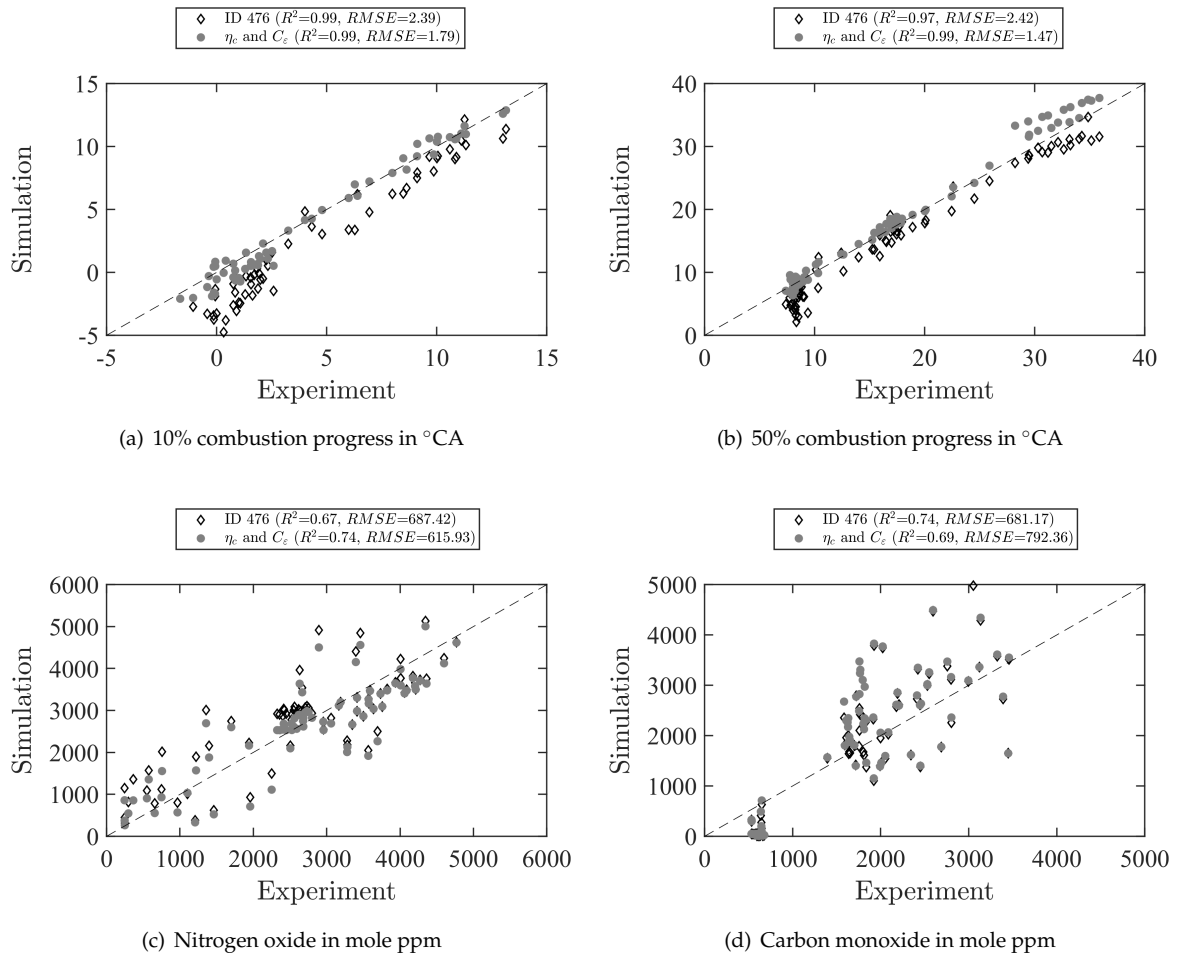 ID 476 (R²=0.99, RMSE=2.39)
η_c and C_ε (R²=0.99, RMSE=1.79)
15
10
5
0
-5
Simulation
-5 0 5 10 15
Experiment
(a) 10% combustion progress in °CA
ID 476 (R²=0.97, RMSE=2.42)
η_c and C_ε (R²=0.99, RMSE=1.47)
40
30
20
10
0
Simulation
0 10 20 30 40
Experiment
(b) 50% combustion progress in °CA
ID 476 (R²=0.67, RMSE=687.42)
η_c and C_ε (R²=0.74, RMSE=615.93)
6000
5000
4000
3000
2000
1000
0
Simulation
0 1000 2000 3000 4000 5000 6000
Experiment
(c) Nitrogen oxide in mole ppm
ID 476 (R²=0.74, RMSE=681.17)
η_c and C_ε (R²=0.69, RMSE=792.36)
5000
4000
3000
2000
1000
0
Simulation
0 1000 2000 3000 4000 5000
Experiment
(d) Carbon monoxide in mole ppm